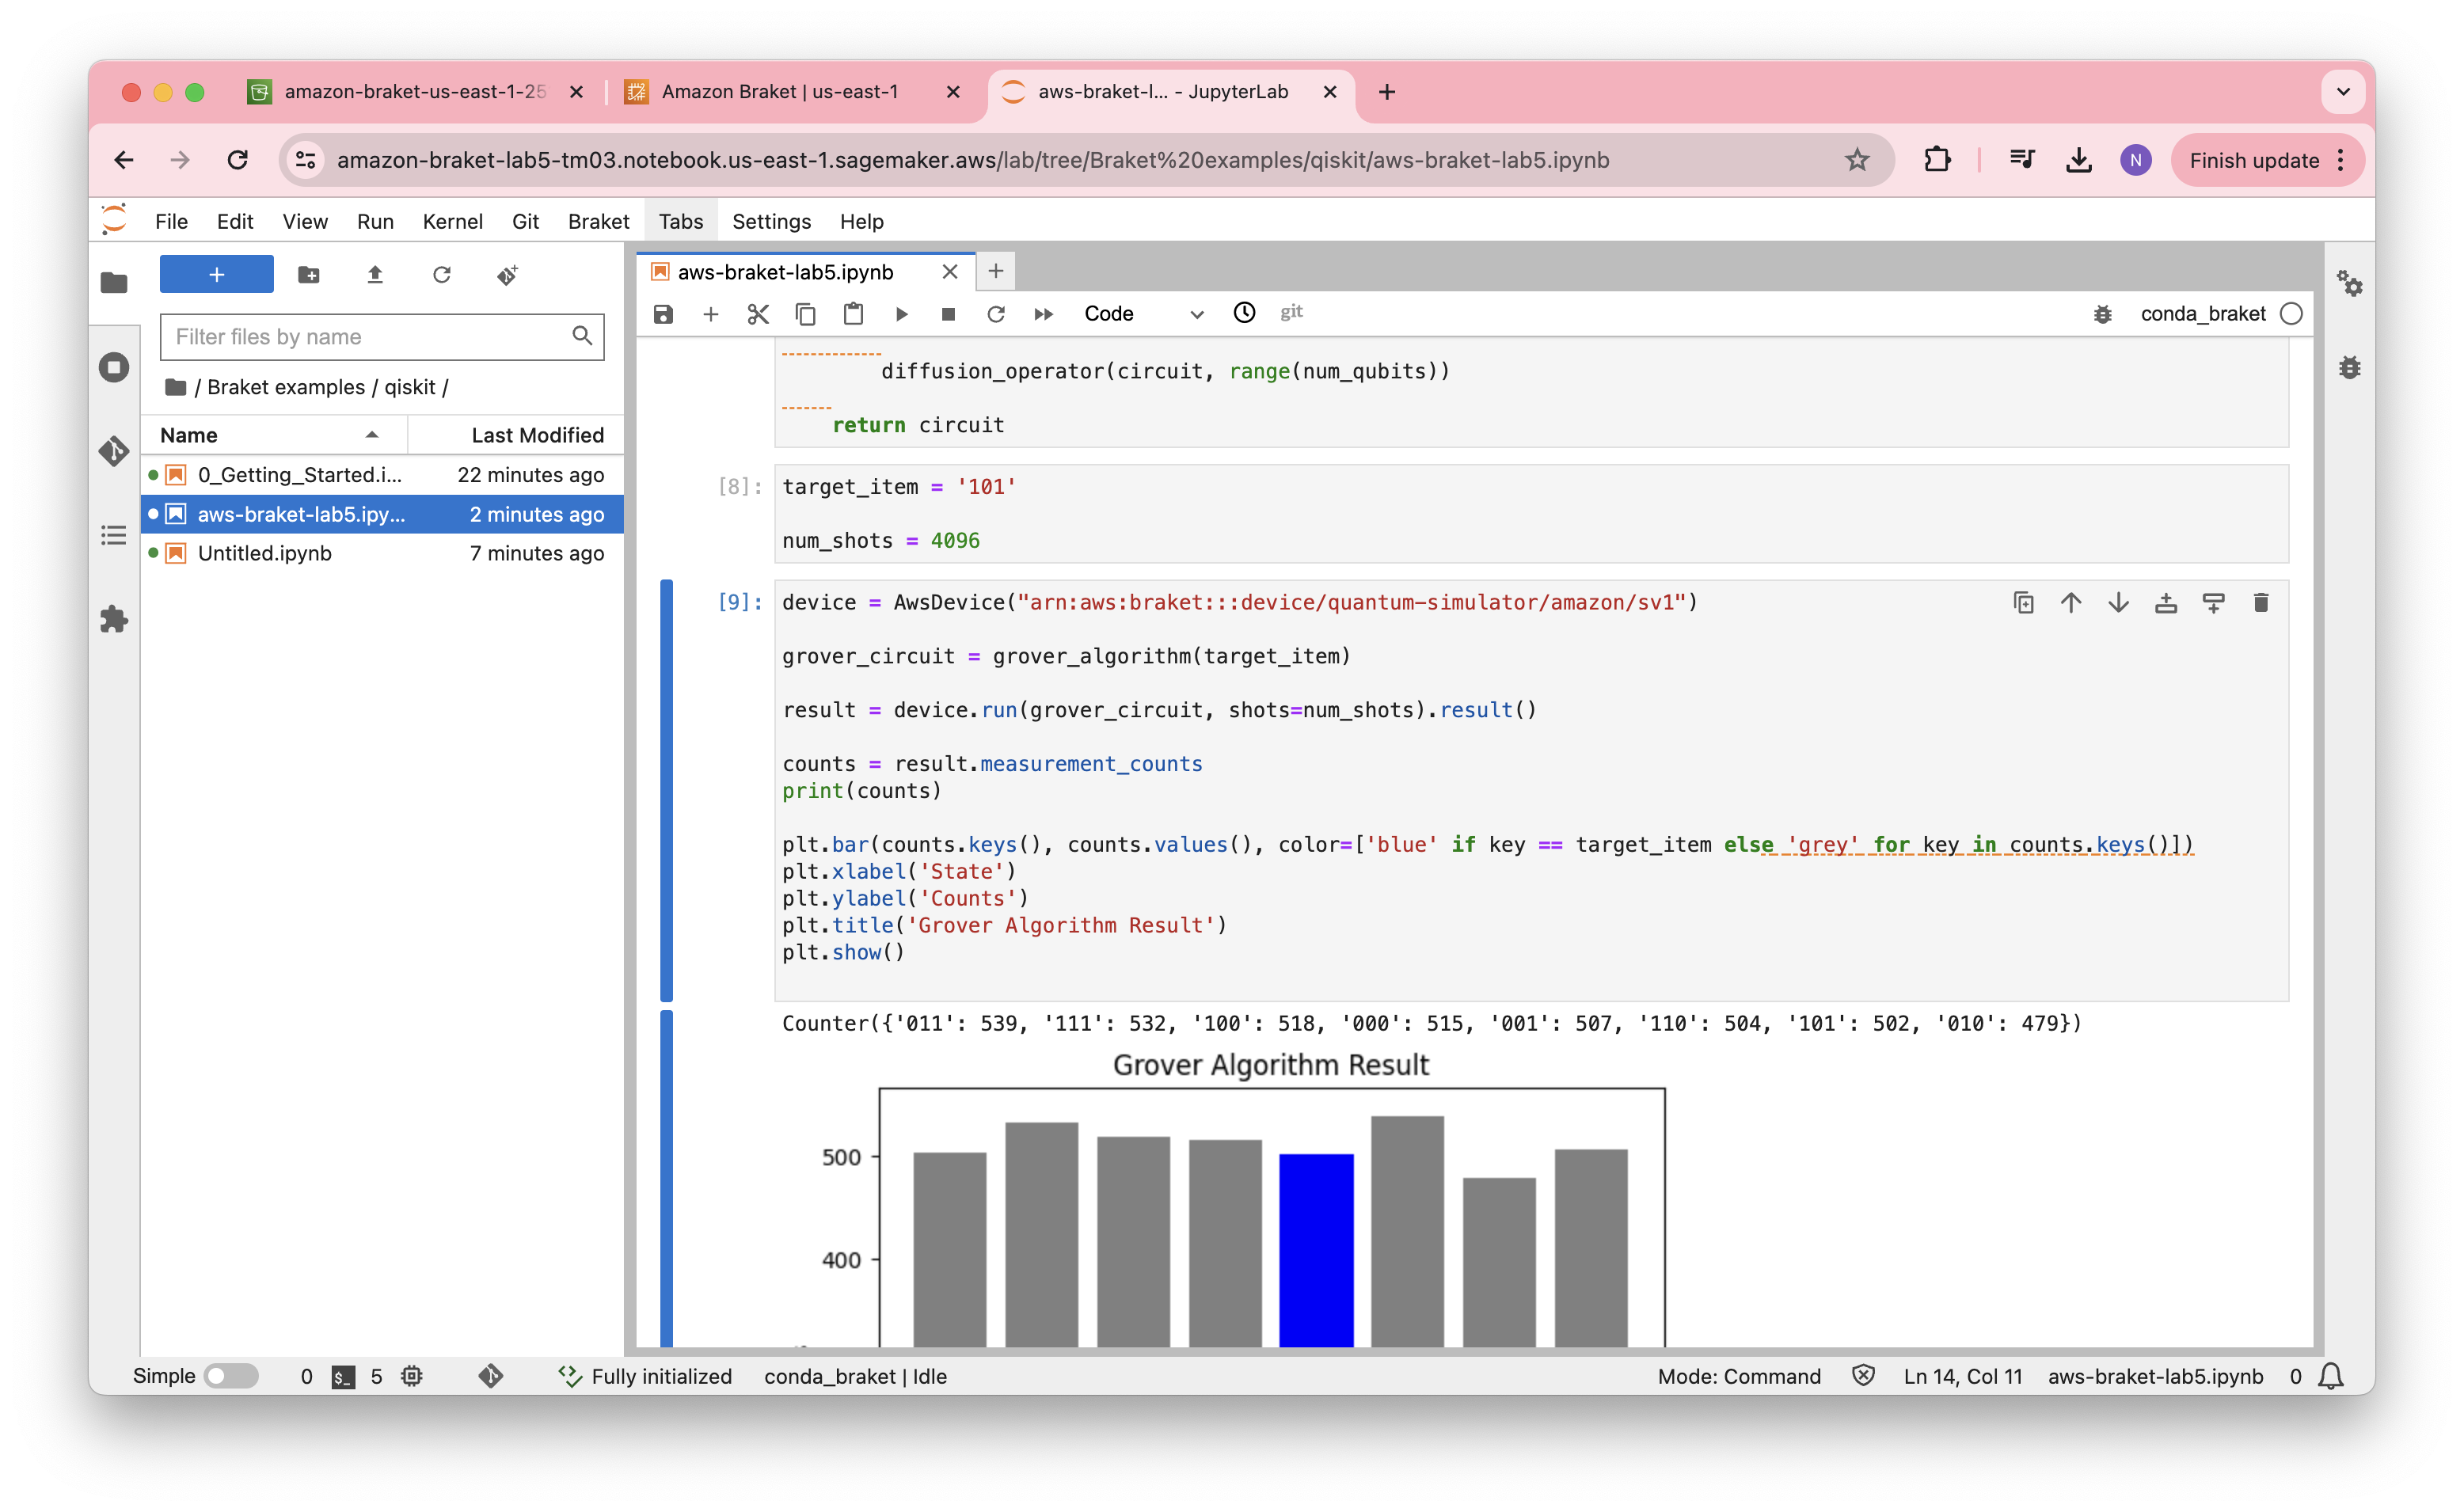 amazon-braket-us-east-1-25
Amazon Braket | us-east-1
aws-braket-l... - JupyterLab
amazon-braket-lab5-tm03.notebook.us-east-1.sagemaker.aws/lab/tree/Braket%20examples/qiskit/aws-braket-lab5.ipynb
N
Finish update
File Edit View Run Kernel Git Braket Tabs Settings Help
Filter files by name
/ Braket examples / qiskit /
Name Last Modified
0_Getting_Started.i... 22 minutes ago
aws-braket-lab5.ipy... 2 minutes ago
Untitled.ipynb 7 minutes ago
aws-braket-lab5.ipynb
Code
git
conda_braket
diffusion_operator(circuit, range(num_qubits))
return circuit
[8]: target_item = '101'
num_shots = 4096
[9]: device = AwsDevice("arn:aws:braket:::device/quantum-simulator/amazon/sv1")
grover_circuit = grover_algorithm(target_item)
result = device.run(grover_circuit, shots=num_shots).result()
counts = result.measurement_counts
print(counts)
plt.bar(counts.keys(), counts.values(), color=['blue' if key == target_item else 'grey' for key in counts.keys()])
plt.xlabel('State')
plt.ylabel('Counts')
plt.title('Grover Algorithm Result')
plt.show()
Counter({'011': 539, '111': 532, '100': 518, '000': 515, '001': 507, '110': 504, '101': 502, '010': 479})
Grover Algorithm Result
500
400
Simple 0 $_ 5 Fully initialized conda_braket | Idle Mode: Command Ln 14, Col 11 aws-braket-lab5.ipynb 0